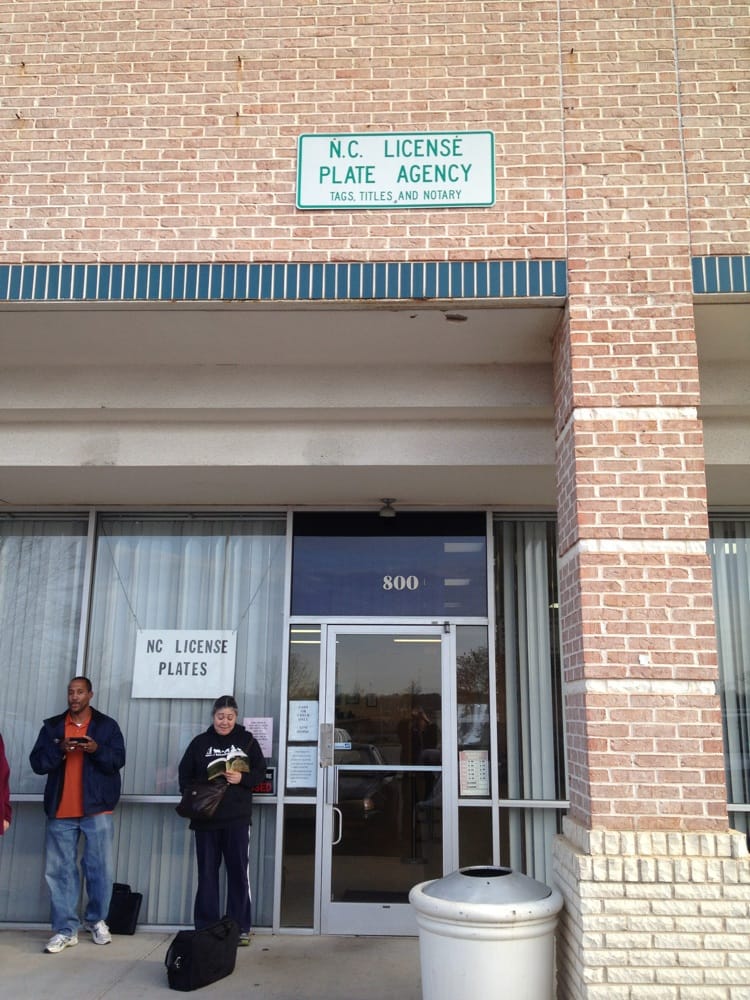 N.C. LICENSE
PLATE AGENCY
TAGS, TITLES, AND NOTARY
800
NC LICENSE
PLATES